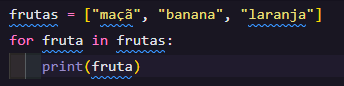 frutas = ["maçã", "banana", "laranja"]
for fruta in frutas:
    print(fruta)